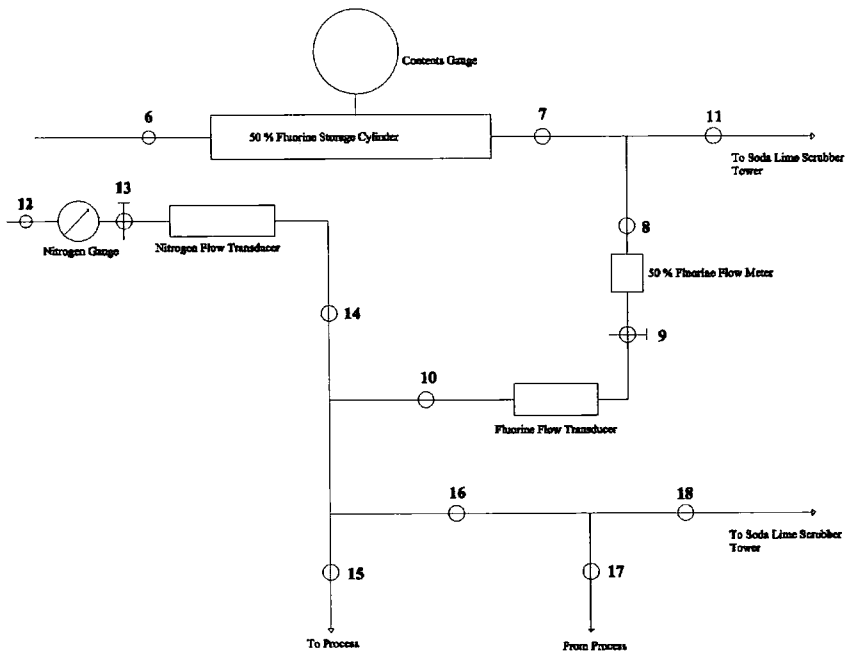 Contents Gauge
6
50 % Fluorine Storage Cylinder
7
11
To Soda Lime Scrubber
Tower
12
13
Nitrogen Gauge
Nitrogen Flow Transducer
8
50 % Fluorine Flow Meter
14
9
10
Fluorine Flow Transducer
16
18
To Soda Lime Scrubber
Tower
15
17
To Process
From Process